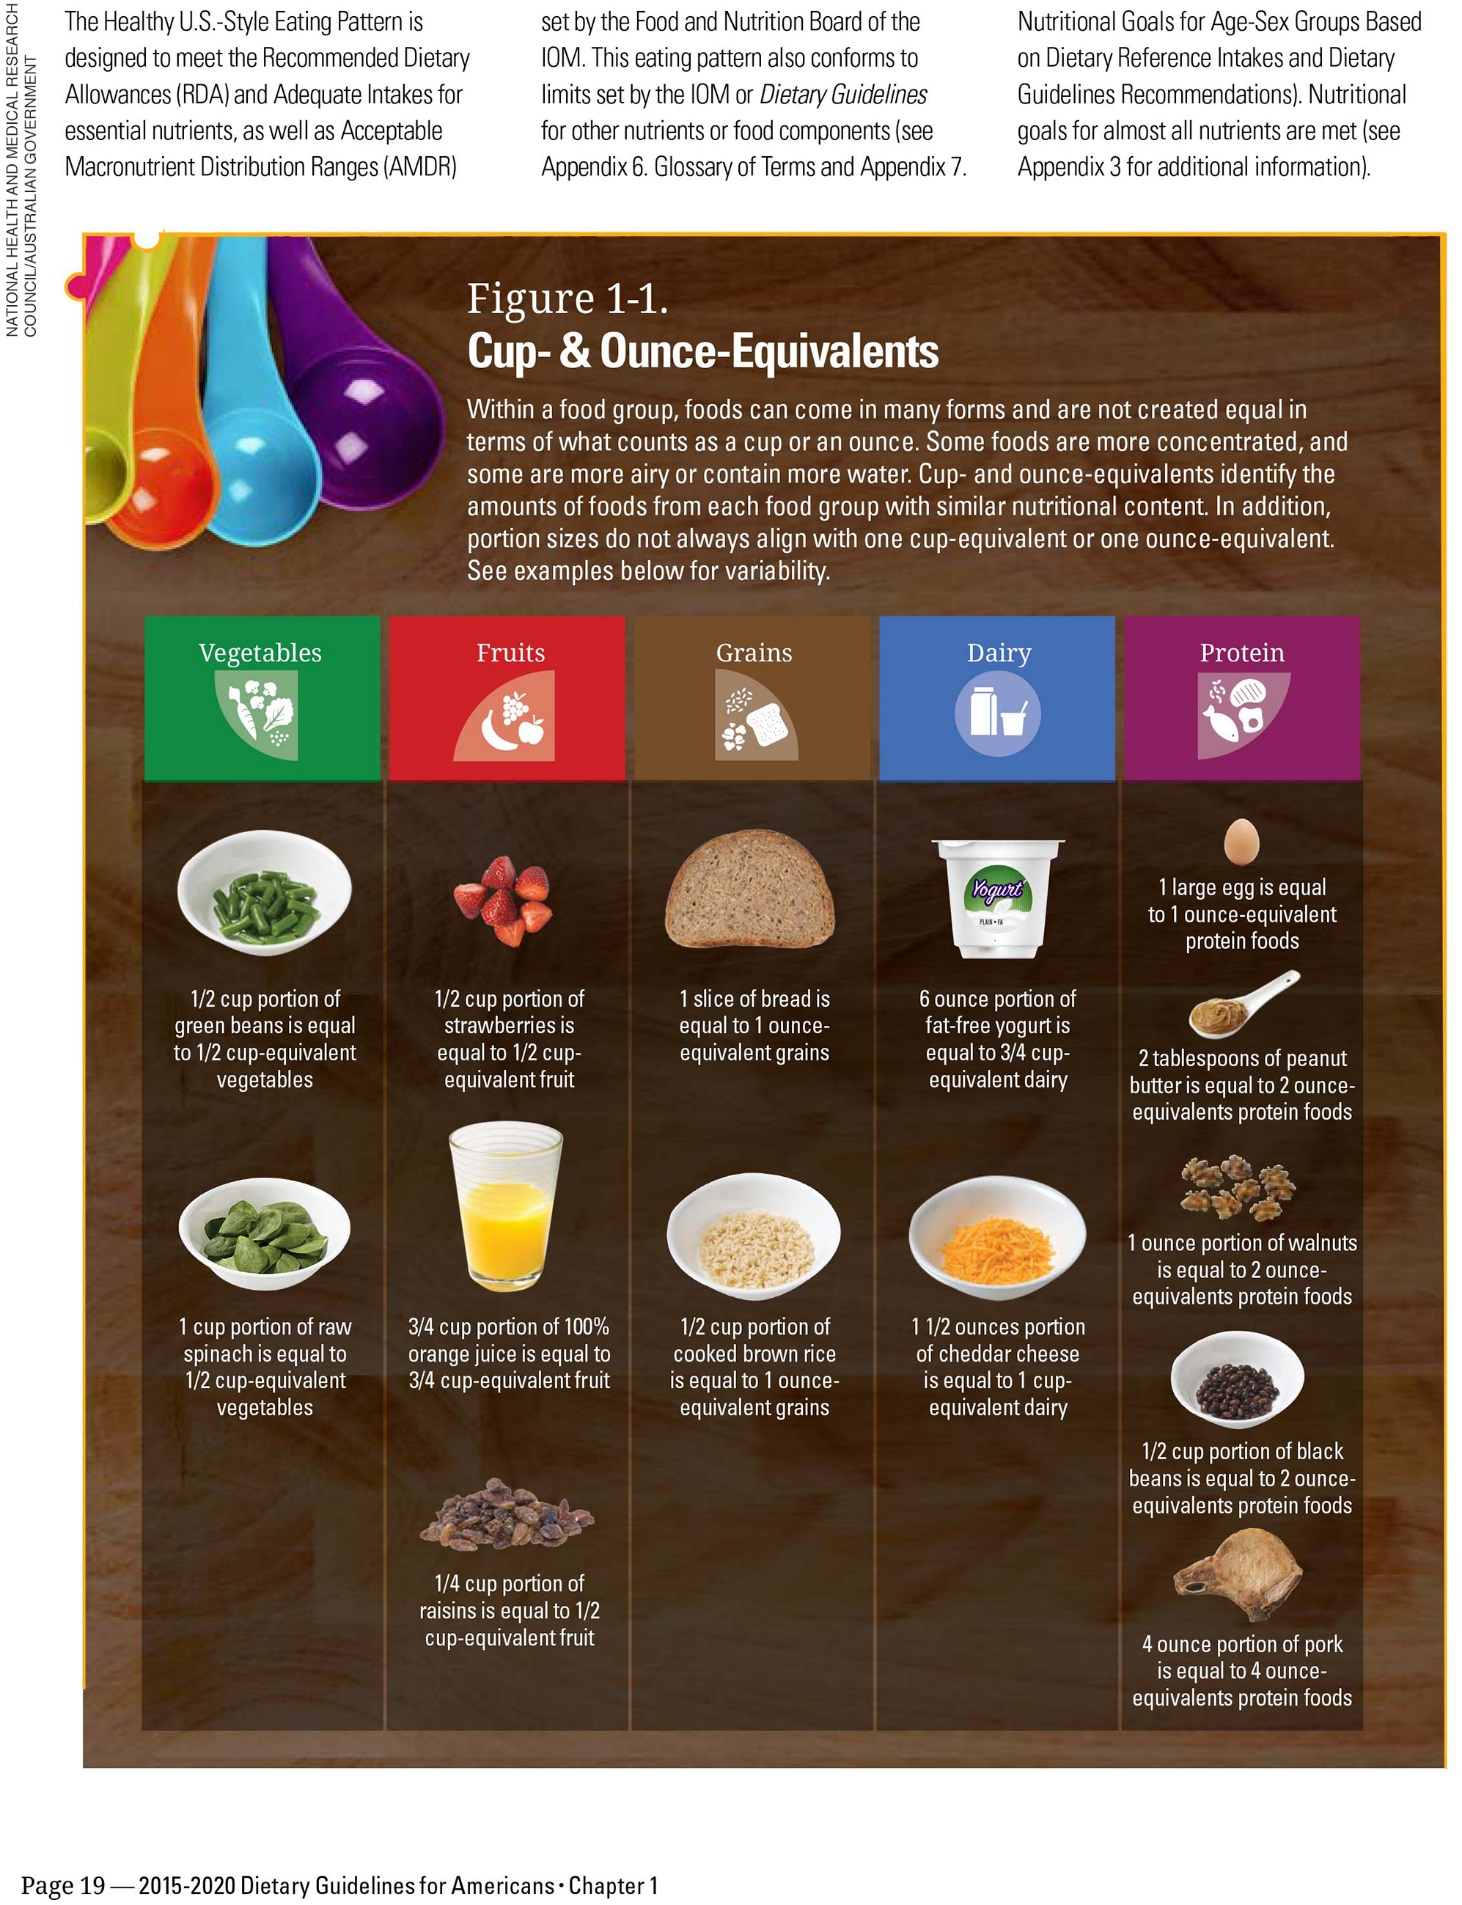 NATIONAL HEALTH AND MEDICAL RESEARCH
COUNCIL/AUSTRALIAN GOVERNMENT
The Healthy U.S.-Style Eating Pattern is
designed to meet the Recommended Dietary
Allowances (RDA) and Adequate Intakes for
essential nutrients, as well as Acceptable
Macronutrient Distribution Ranges (AMDR)
set by the Food and Nutrition Board of the
IOM. This eating pattern also conforms to
limits set by the IOM or Dietary Guidelines
for other nutrients or food components (see
Appendix 6. Glossary of Terms and Appendix 7.
Nutritional Goals for Age-Sex Groups Based
on Dietary Reference Intakes and Dietary
Guidelines Recommendations). Nutritional
goals for almost all nutrients are met (see
Appendix 3 for additional information).
Figure 1-1.
Cup- & Ounce-Equivalents
Within a food group, foods can come in many forms and are not created equal in
terms of what counts as a cup or an ounce. Some foods are more concentrated, and
some are more airy or contain more water. Cup- and ounce-equivalents identify the
amounts of foods from each food group with similar nutritional content. In addition,
portion sizes do not always align with one cup-equivalent or one ounce-equivalent.
See examples below for variability.
Vegetables
1/2 cup portion of
green beans is equal
to 1/2 cup-equivalent
vegetables
1 cup portion of raw
spinach is equal to
1/2 cup-equivalent
vegetables
Fruits
1/2 cup portion of
strawberries is
equal to 1/2 cup-
equivalent fruit
3/4 cup portion of 100%
orange juice is equal to
3/4 cup-equivalent fruit
1/4 cup portion of
raisins is equal to 1/2
cup-equivalent fruit
Grains
1 slice of bread is
equal to 1 ounce-
equivalent grains
1/2 cup portion of
cooked brown rice
is equal to 1 ounce-
equivalent grains
Dairy
Yogurt
PLAIN •
6 ounce portion of
fat-free yogurt is
equal to 3/4 cup-
equivalent dairy
1 1/2 ounces portion
of cheddar cheese
is equal to 1 cup-
equivalent dairy
Protein
1 large egg is equal
to 1 ounce-equivalent
protein foods
2 tablespoons of peanut
butter is equal to 2 ounce-
equivalents protein foods
1 ounce portion of walnuts
is equal to 2 ounce-
equivalents protein foods
1/2 cup portion of black
beans is equal to 2 ounce-
equivalents protein foods
4 ounce portion of pork
is equal to 4 ounce-
equivalents protein foods
Page 19 — 2015-2020 Dietary Guidelines for Americans • Chapter 1